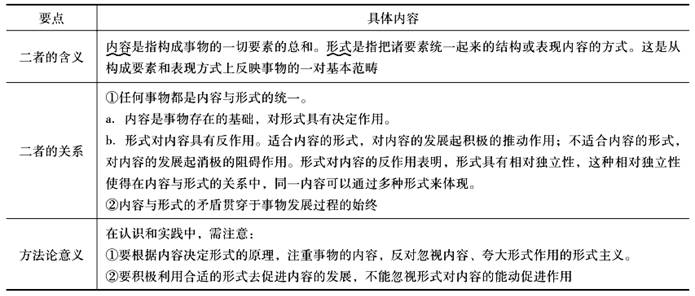 要点 具体内容
二者的含义
内容是指构成事物的一切要素的总和。形式是指把诸要素统一起来的结构或表现内容的方式。这是从
构成要素和表现方式上反映事物的一对基本范畴
二者的关系
①任何事物都是内容与形式的统一。
a. 内容是事物存在的基础，对形式具有决定作用。
b. 形式对内容具有反作用。适合内容的形式，对内容的发展起积极的推动作用；不适合内容的形式，
对内容的发展起消极的阻碍作用。形式对内容的反作用表明，形式具有相对独立性，这种相对独立性
使得在内容与形式的关系中，同一内容可以通过多种形式来体现。
②内容与形式的矛盾贯穿于事物发展过程的始终
方法论意义
在认识和实践中，需注意：
①要根据内容决定形式的原理，注重事物的内容，反对忽视内容、夸大形式作用的形式主义。
②要积极利用合适的形式去促进内容的发展，不能忽视形式对内容的能动促进作用